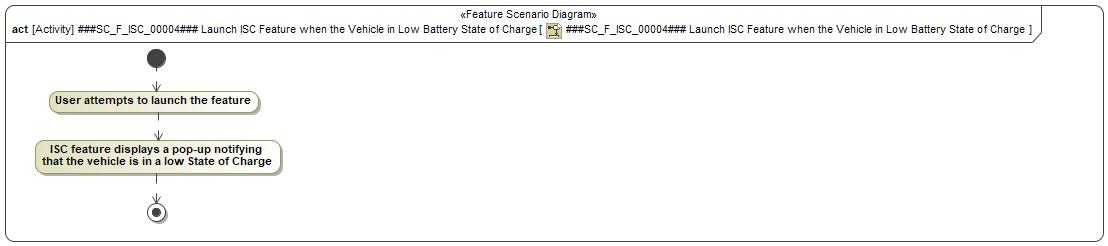 «Feature Scenario Diagram»
act [Activity] ###SC_F_ISC_00004### Launch ISC Feature when the Vehicle in Low Battery State of Charge [ ###SC_F_ISC_00004### Launch ISC Feature when the Vehicle in Low Battery State of Charge ]
User attempts to launch the feature
ISC feature displays a pop-up notifying
that the vehicle is in a low State of Charge